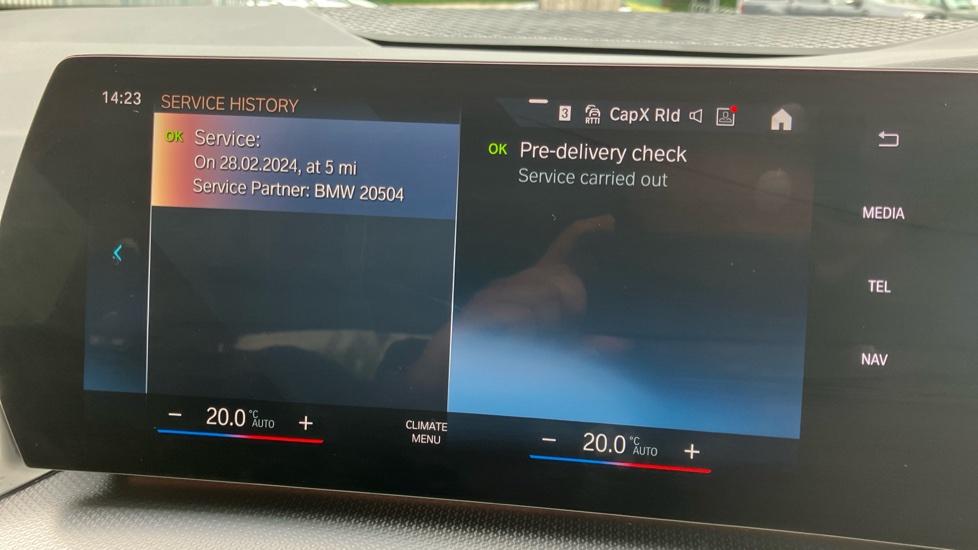 14:23
SERVICE HISTORY
3
RTTI
CapX Rld
OK Service:
On 28.02.2024, at 5 mi
Service Partner: BMW 20504
OK Pre-delivery check
Service carried out
MEDIA
TEL
NAV
− 20.0 °C AUTO +
CLIMATE
MENU
− 20.0 °C AUTO +